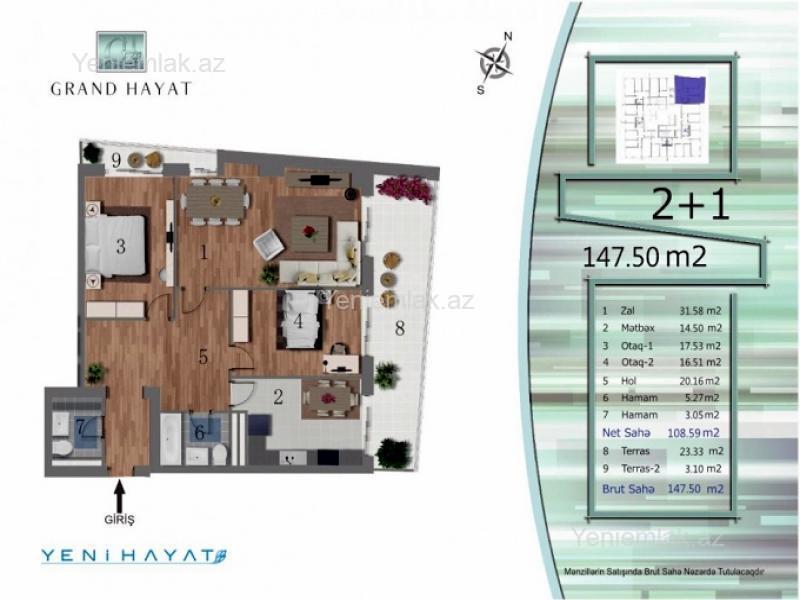 Yeniemlak.az
GRAND HAYAT
N
S
9
3
1
8
4
5
2
7
6
GİRİŞ
YENİHAYAT
Yeniemlak.az
2+1
147.50 m2
1 Zal 31.58 m2
2 Mətbəx 14.50 m2
3 Otaq-1 17.53 m2
4 Otaq-2 16.51 m2
5 Hol 20.16 m2
6 Hamam 5.27 m2
7 Hamam 3.05 m2
Net Sahə 108.59 m2
8 Terras 23.33 m2
9 Terras-2 3.10 m2
Brut Sahə 147.50 m2
Yeniemlak.az
Mənzillərin Satışında Brut Sahə Nəzərdə Tutulacaqdır